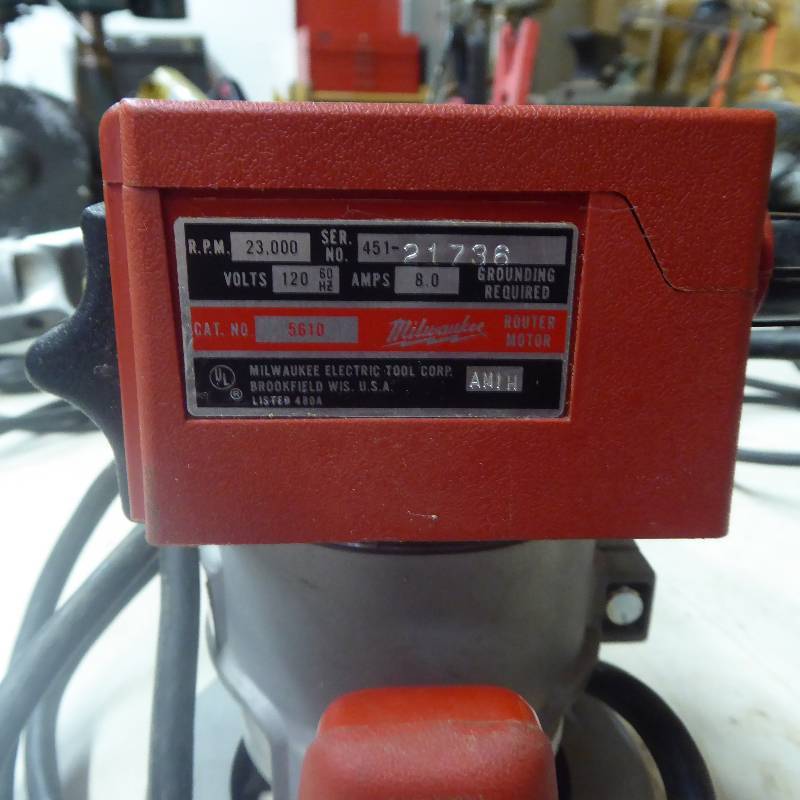 R.P.M. 23,000 SER. NO. 451-21736
VOLTS 120 60 HZ AMPS 8.0 GROUNDING REQUIRED
CAT. NO 5610 Milwaukee ROUTER MOTOR
UL ® MILWAUKEE ELECTRIC TOOL CORP.
BROOKFIELD WIS. U.S.A.
LISTED 480A